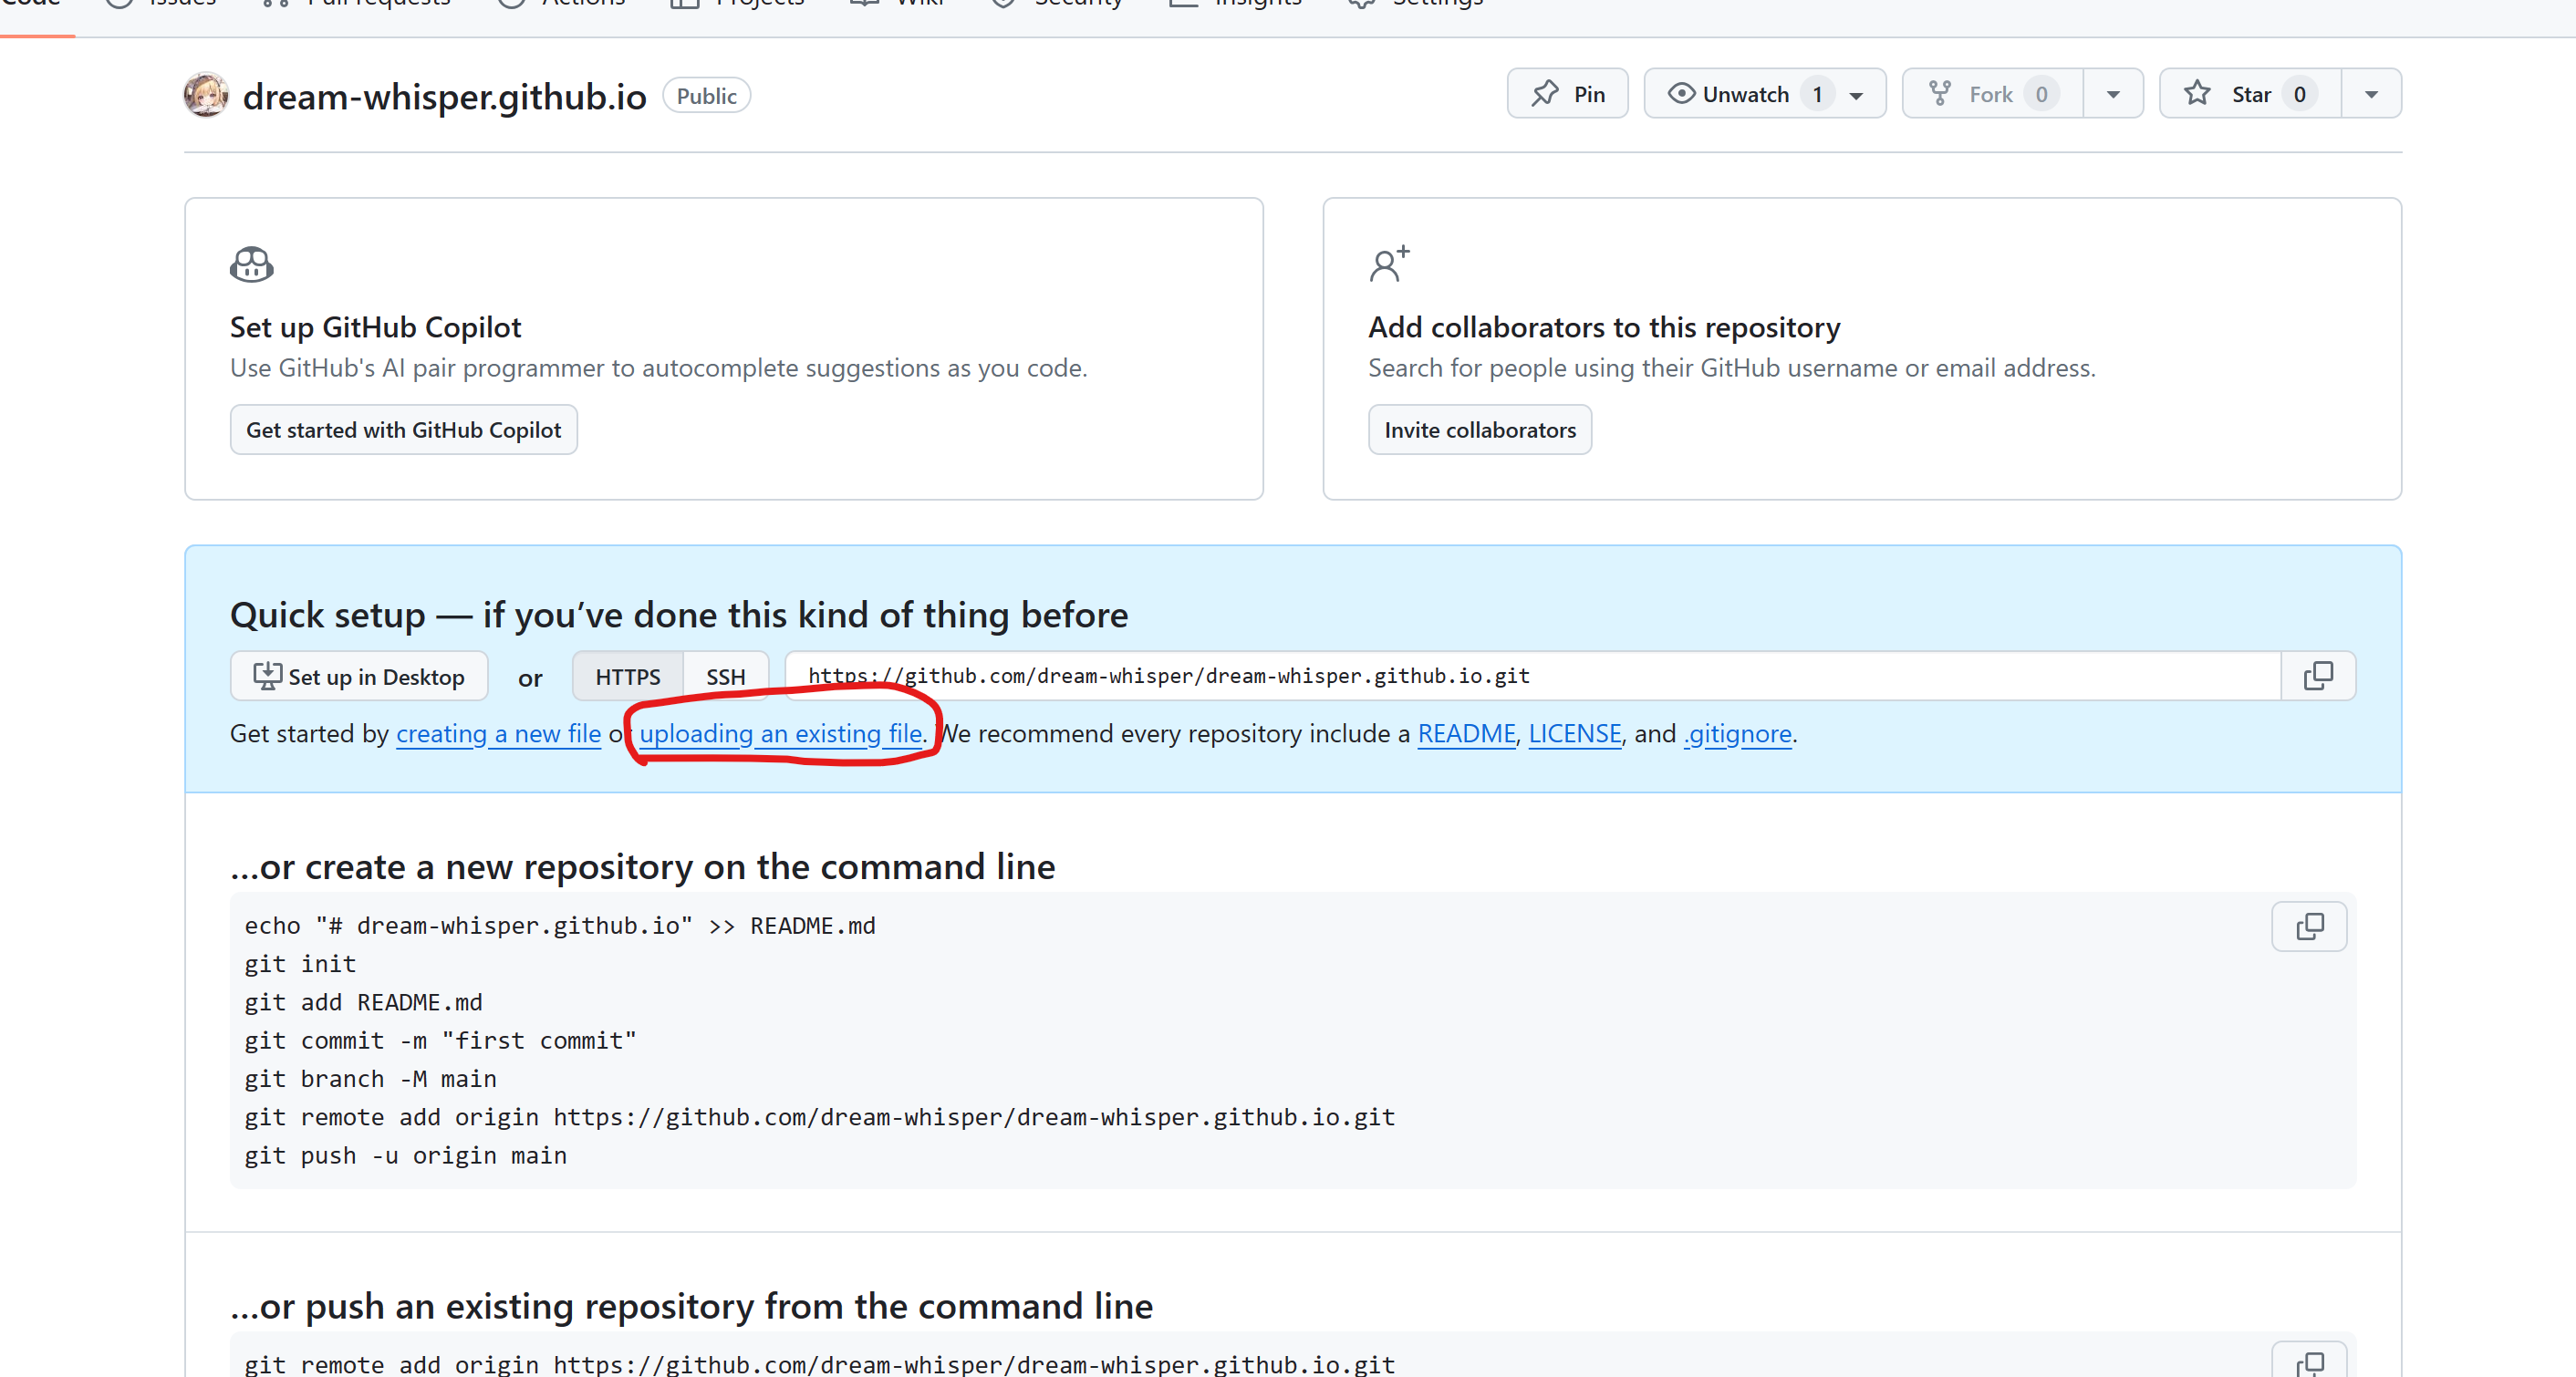 Code Issues Pull requests Actions Projects Wiki Security Insights Settings
dream-whisper.github.io Public
Pin Unwatch 1 Fork 0 Star 0
Set up GitHub Copilot
Use GitHub's AI pair programmer to autocomplete suggestions as you code.
Get started with GitHub Copilot
Add collaborators to this repository
Search for people using their GitHub username or email address.
Invite collaborators
Quick setup — if you’ve done this kind of thing before
Set up in Desktop or HTTPS SSH https://github.com/dream-whisper/dream-whisper.github.io.git
Get started by creating a new file or uploading an existing file. We recommend every repository include a README, LICENSE, and .gitignore.
…or create a new repository on the command line
echo "# dream-whisper.github.io" >> README.md
git init
git add README.md
git commit -m "first commit"
git branch -M main
git remote add origin https://github.com/dream-whisper/dream-whisper.github.io.git
git push -u origin main
…or push an existing repository from the command line
git remote add origin https://github.com/dream-whisper/dream-whisper.github.io.git